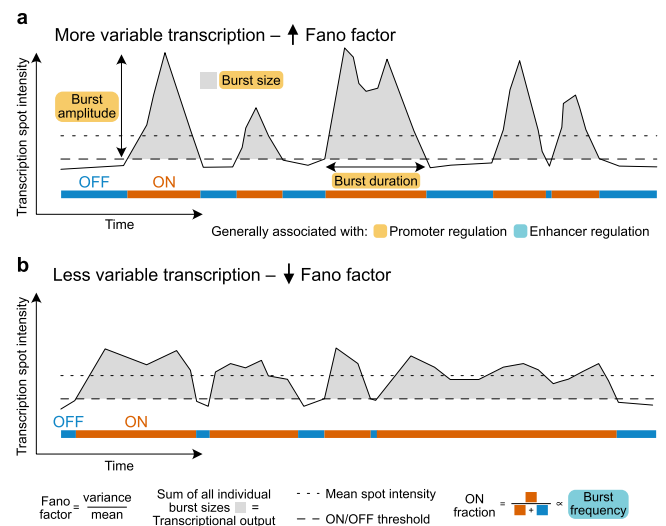 a
More variable transcription – ↑ Fano factor
Transcription spot intensity
Burst
amplitude
Burst size
OFF
ON
Burst duration
Time
Generally associated with: Promoter regulation Enhancer regulation
b
Less variable transcription – ↓ Fano factor
Transcription spot intensity
OFF
ON
Time
Fano
factor
=
variance
mean
Sum of all individual
burst sizes =
Transcriptional output
Mean spot intensity
ON/OFF threshold
ON
fraction
=
+
∝
Burst
frequency